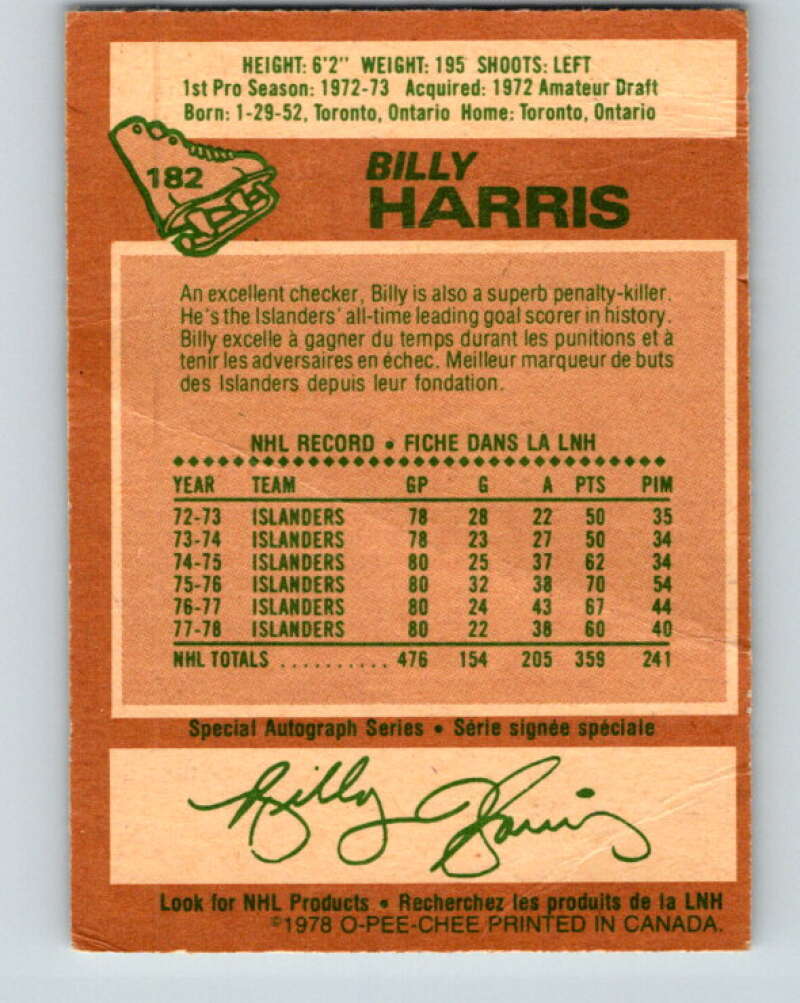 HEIGHT: 6'2" WEIGHT: 195 SHOOTS: LEFT
1st Pro Season: 1972-73 Acquired: 1972 Amateur Draft
Born: 1-29-52, Toronto, Ontario Home: Toronto, Ontario
182
BILLY
HARRIS
An excellent checker, Billy is also a superb penalty-killer.
He's the Islanders' all-time leading goal scorer in history.
Billy excelle à gagner du temps durant les punitions et à
tenir les adversaires en échec. Meilleur marqueur de buts
des Islanders depuis leur fondation.
NHL RECORD • FICHE DANS LA LNH
YEAR TEAM GP G A PTS PIM
72-73 ISLANDERS 78 28 22 50 35
73-74 ISLANDERS 78 23 27 50 34
74-75 ISLANDERS 80 25 37 62 34
75-76 ISLANDERS 80 32 38 70 54
76-77 ISLANDERS 80 24 43 67 44
77-78 ISLANDERS 80 22 38 60 40
NHL TOTALS .......... 476 154 205 359 241
Special Autograph Series • Série signée spéciale
Billy Harris
Look for NHL Products • Recherchez les produits de la LNH
©1978 O-PEE-CHEE PRINTED IN CANADA.